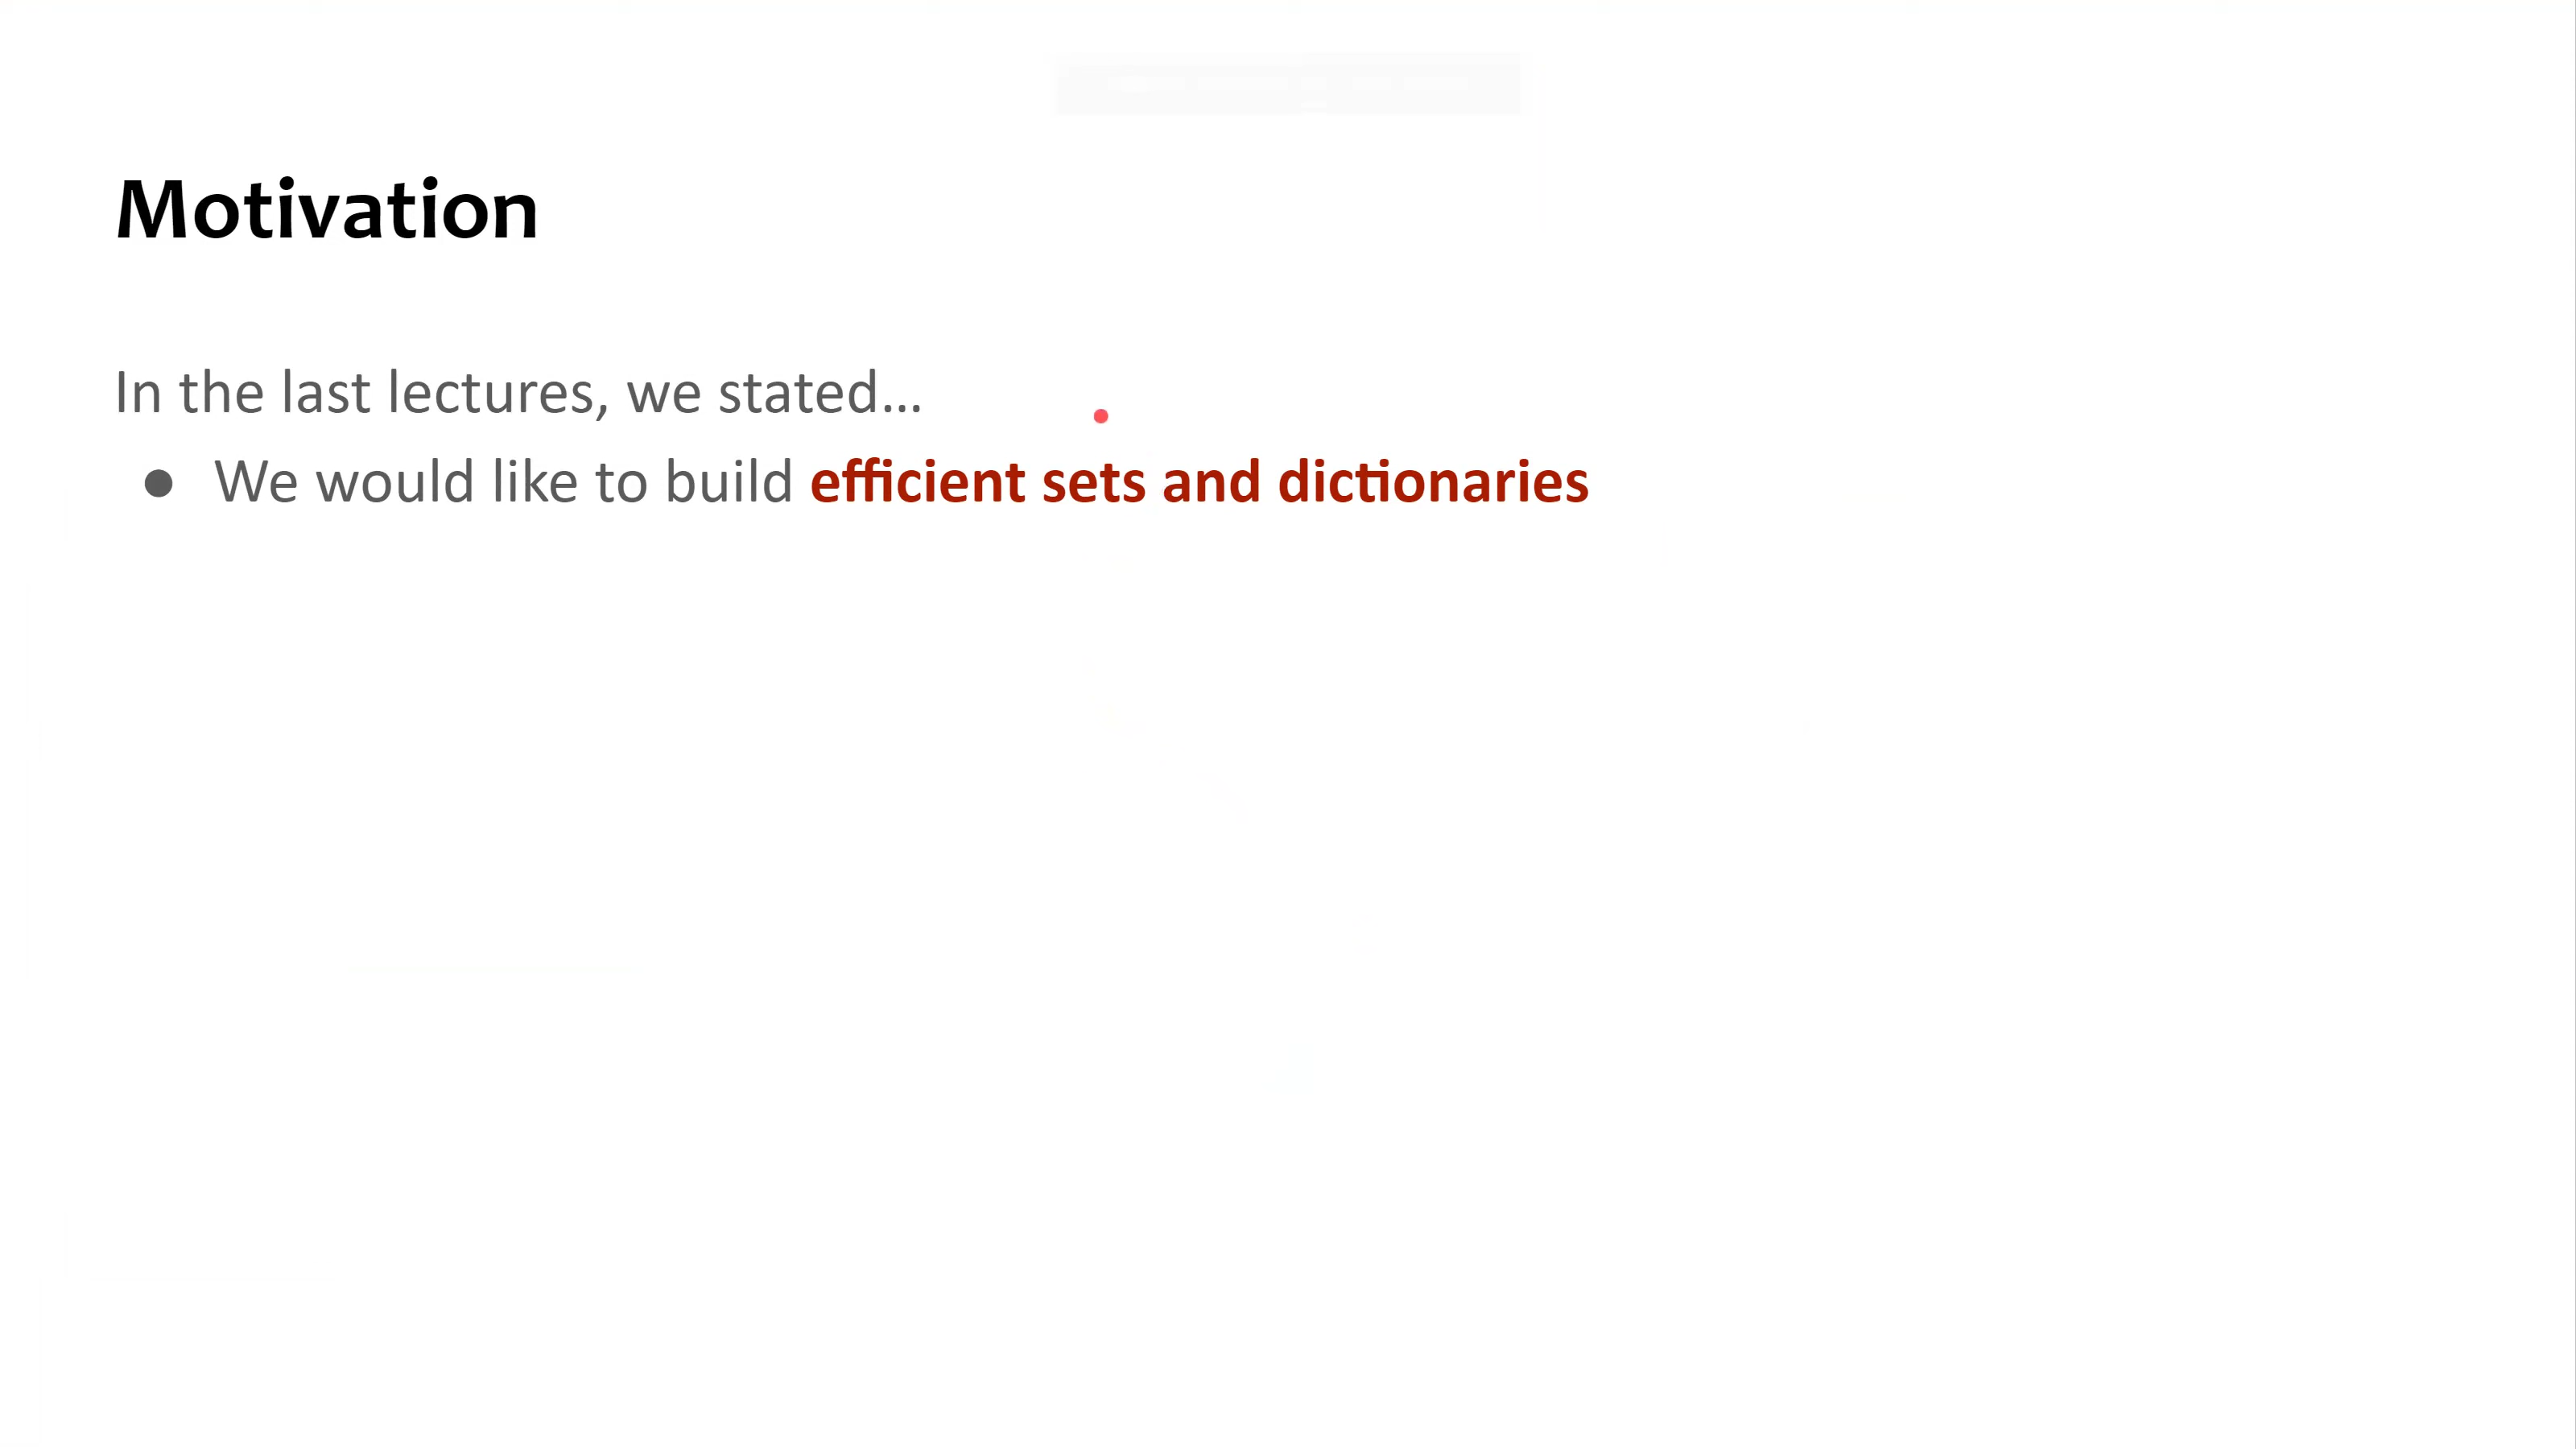 Motivation
In the last lectures, we stated…
● We would like to build efficient sets and dictionaries